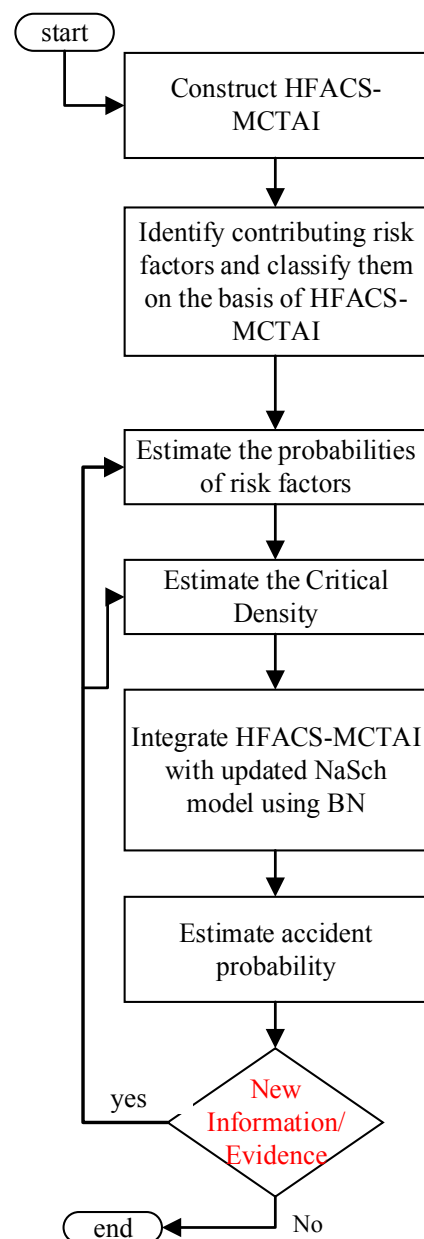 start
Construct HFACS-
MCTAI
Identify contributing risk
factors and classify them
on the basis of HFACS-
MCTAI
Estimate the probabilities
of risk factors
Estimate the Critical
Density
Integrate HFACS-MCTAI
with updated NaSch
model using BN
Estimate accident
probability
yes
New
Information/
Evidence
No
end